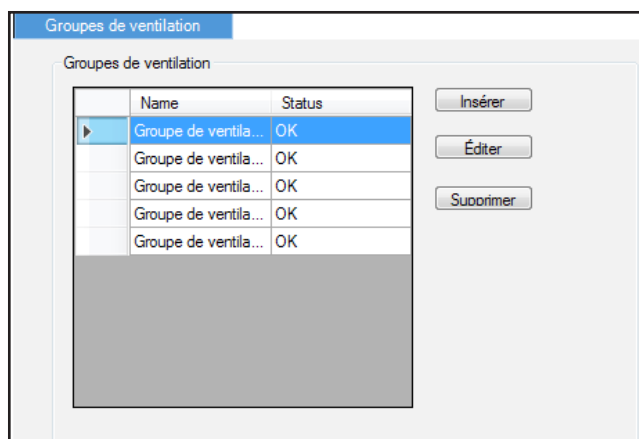 Groupes de ventilation
Groupes de ventilation
Name Status Insérer
Groupe de ventila... OK
Éditer
Groupe de ventila... OK
Groupe de ventila... OK
Supprimer
Groupe de ventila... OK
Groupe de ventila... OK